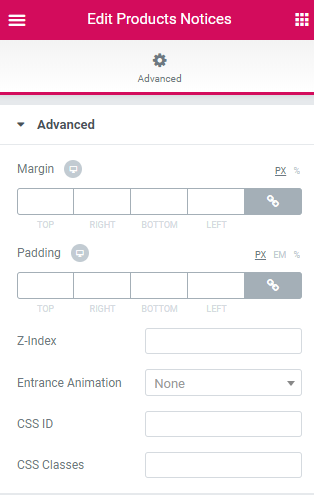 Edit Products Notices
Advanced
Advanced
Margin PX %
TOP RIGHT BOTTOM LEFT
Padding PX EM %
TOP RIGHT BOTTOM LEFT
Z-Index
Entrance Animation None
CSS ID
CSS Classes